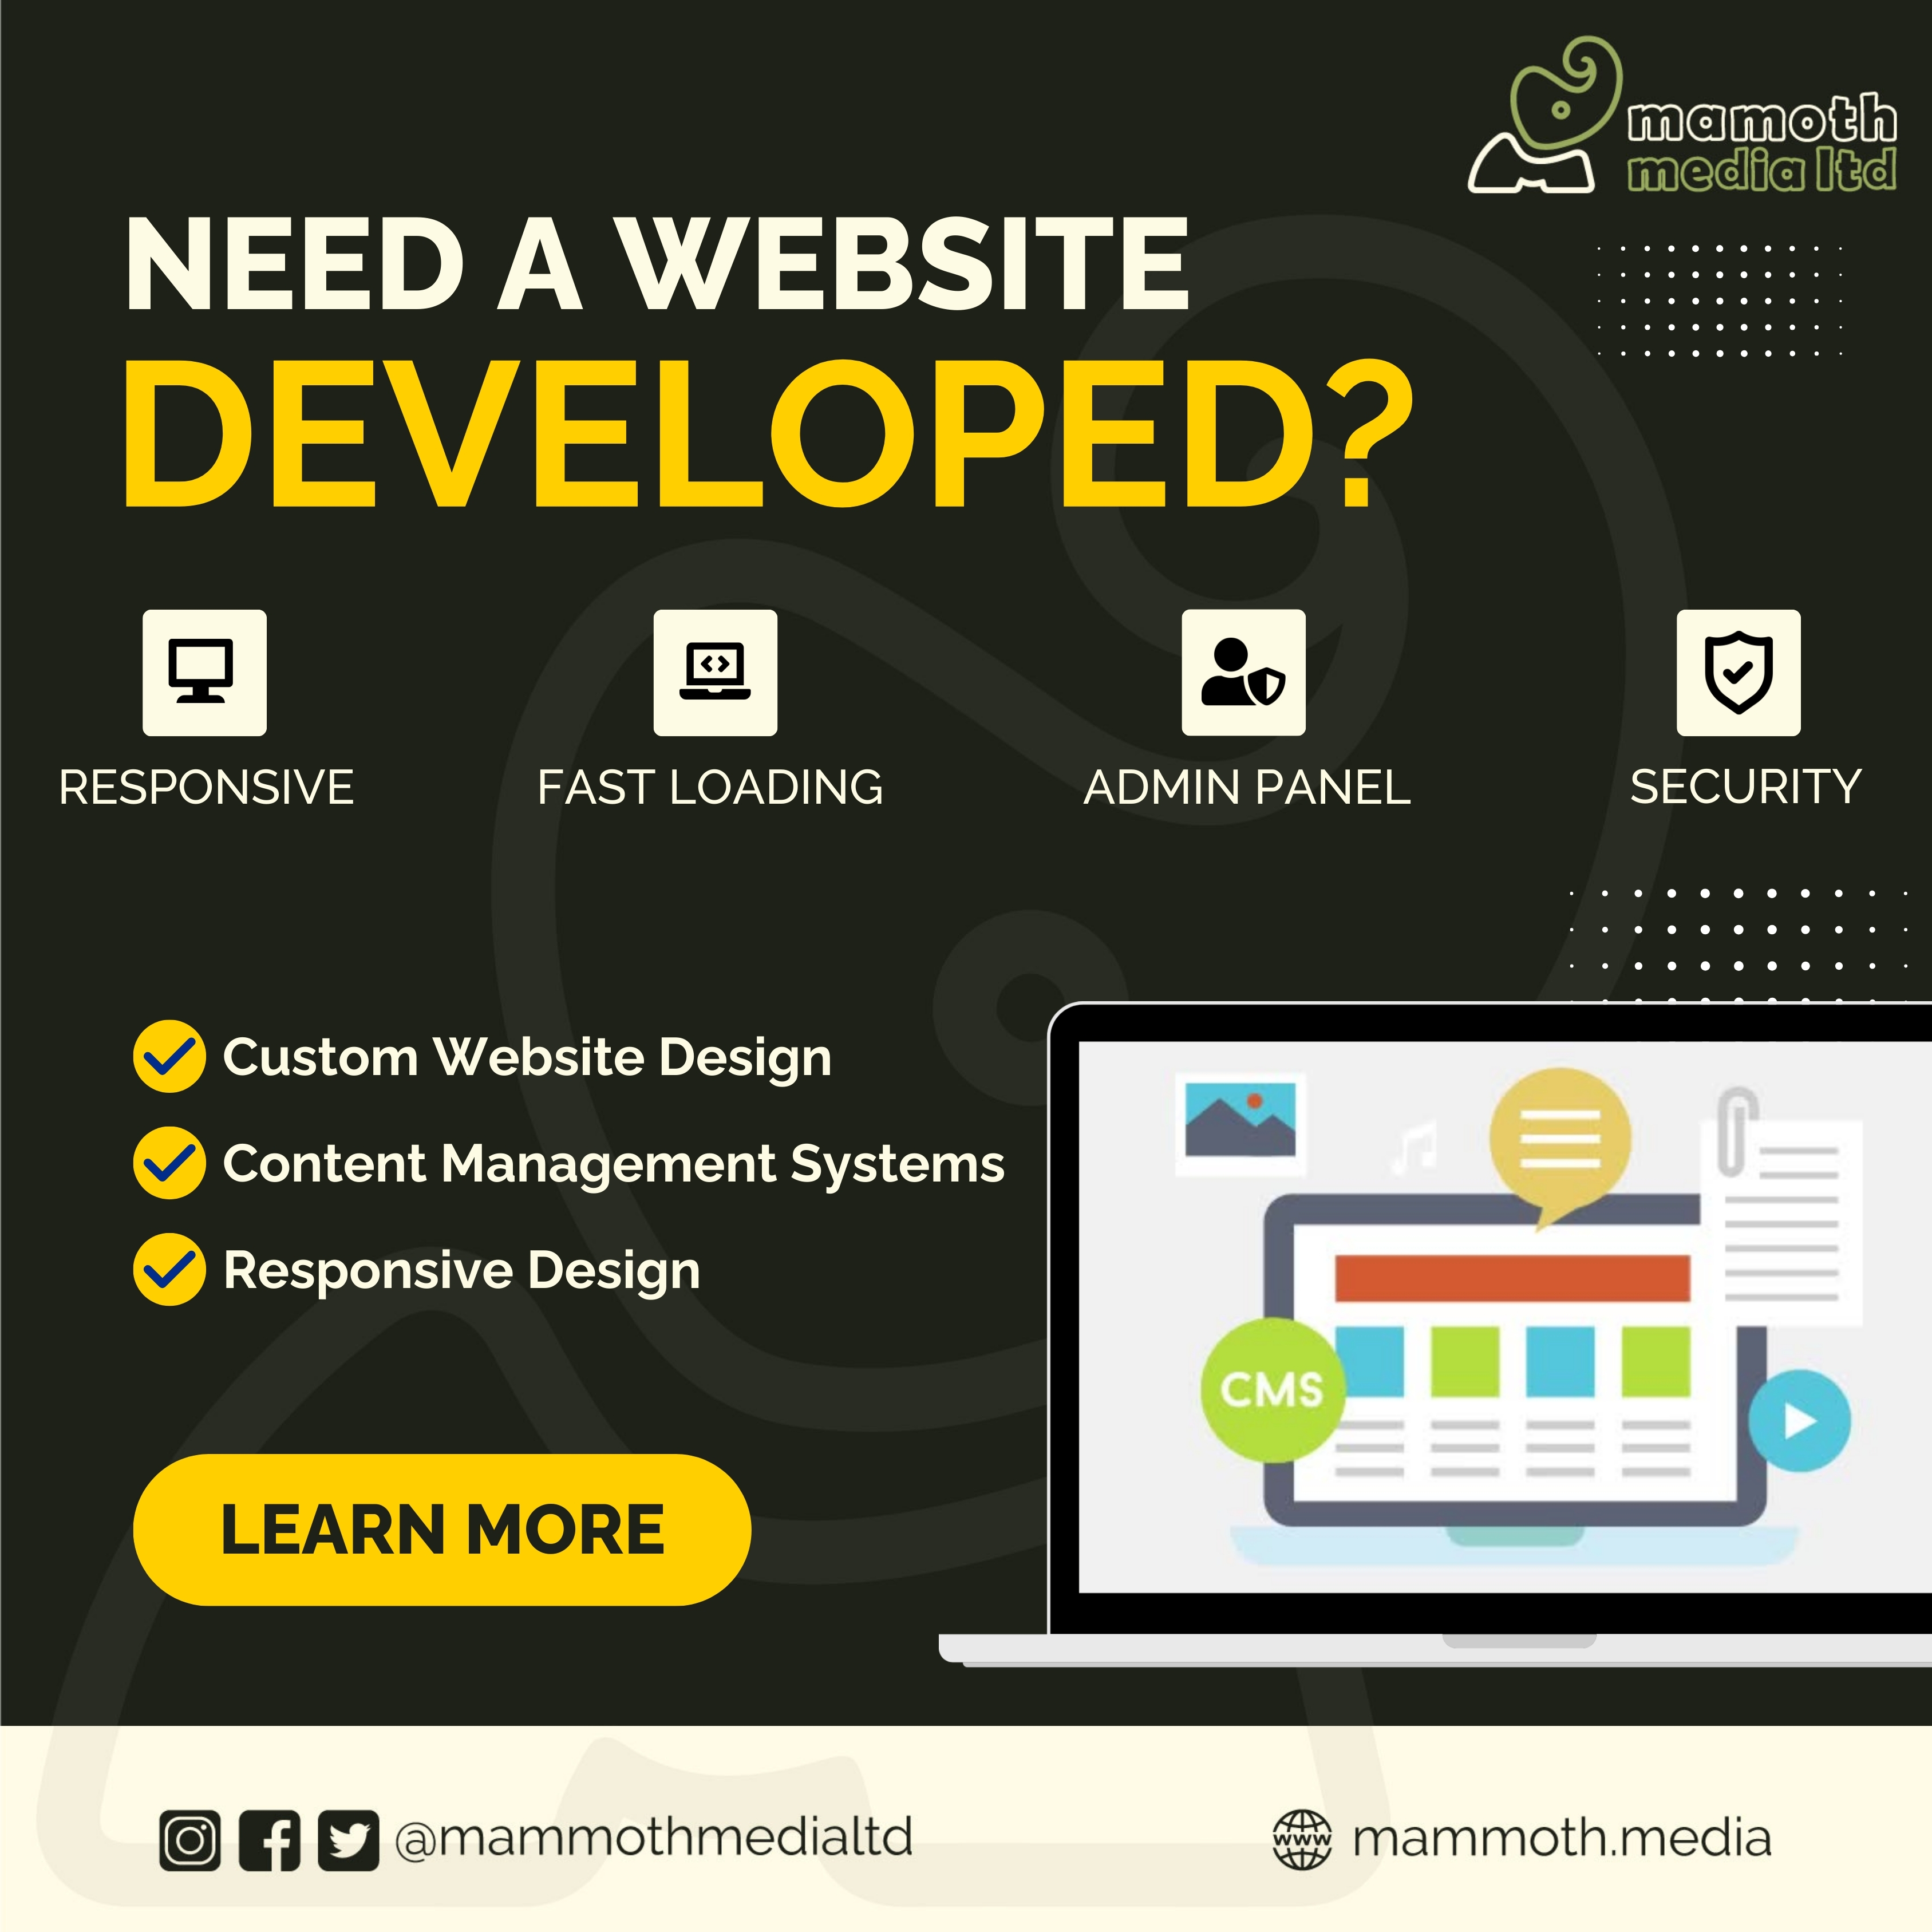 mamoth
media ltd
NEED A WEBSITE
DEVELOPED?
RESPONSIVE
FAST LOADING
ADMIN PANEL
SECURITY
Custom Website Design
Content Management Systems
Responsive Design
CMS
LEARN MORE
@mammothmedialtd
www
mammoth.media